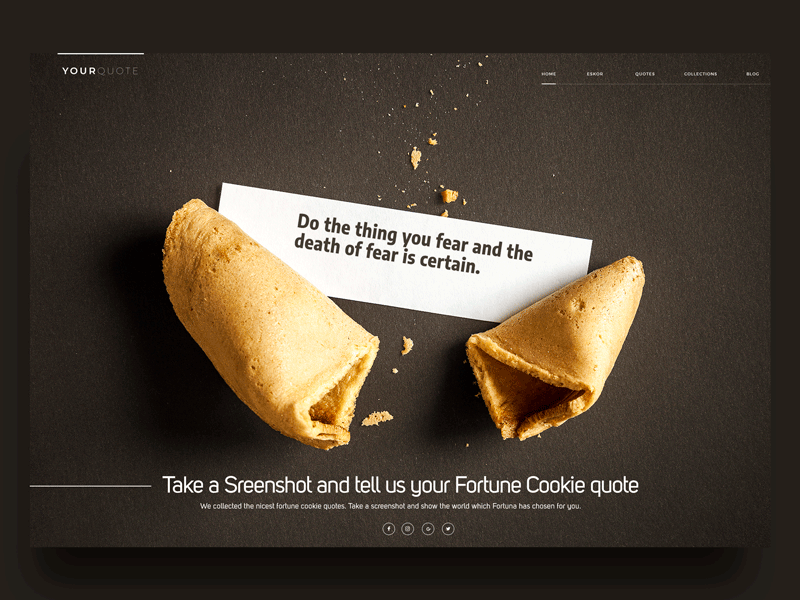 YOURQUOTE
HOME ESKOR QUOTES COLLECTIONS BLOG
Do the thing you fear and the
death of fear is certain.
Take a Sreenshot and tell us your Fortune Cookie quote
We collected the nicest fortune cookie quotes. Take a screenshot and show the world which Fortuna has chosen for you.